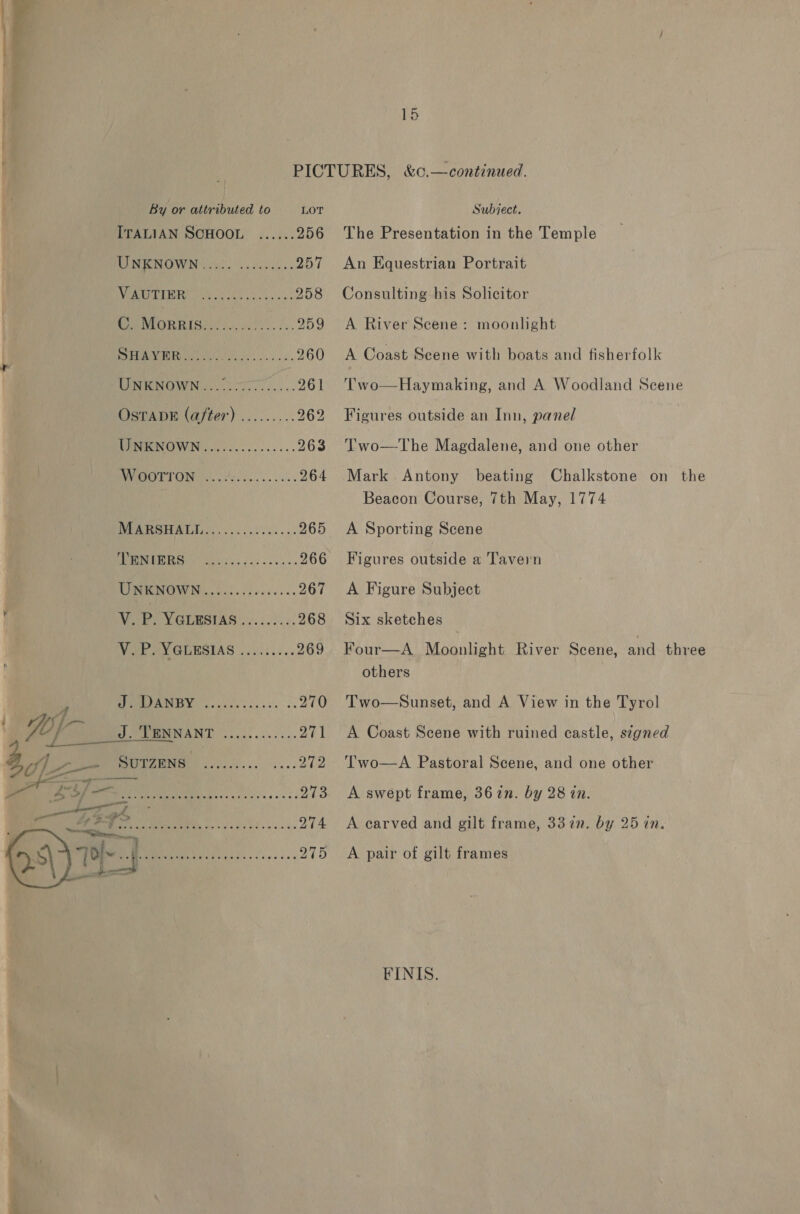 15
PICTURES, &c.—continued.
By or attributed to LOT Subject.
ITALIAN SCHOOL ...... 256 The Presentation in the Temple
UNKNOWN ..... .......... 257 An Equestrian Portrait
VAUTIER ................ 258 Consulting his Solicitor
C. MORRIS............... 259 A River Scene: moonlight
SHAYER.................. 260 A Coast Scene with boats and fisherfolk
UNKNOWN............... 261 Two—Haymaking, and A Woodland Scene
OSTADE (after) ......... 262 Figures outside an Inn, panel
UNKNOWN............... 263 Two—The Magdalene, and one other
WOOTTON ............... 264 Mark Antony beating Chalkstone on the
Beacon Course, 7th May, 1774
MARSHALL............... 265 A Sporting Scene
TENIERS ............... 266 Figures outside a Tavern
UNKNOWN............... 267 A Figure Subject
V. P. YGLESIAS ......... 268 Six sketches
V. P. YGLESIAS ......... 269 Four—A Moonlight River Scene, and three
others
J. DANBY ............ .. 270 Two—Sunset, and A View in the Tyrol
J. TENNANT ............ 271 A Coast Scene with ruined castle, signed
SUTZENS ......... .... 272 Two—A Pastoral Scene, and one other
273 A swept frame, 36 in. by 28 in.
274 A carved and gilt frame, 33 in. by 25 in.
275 A pair of gilt frames
FINIS.